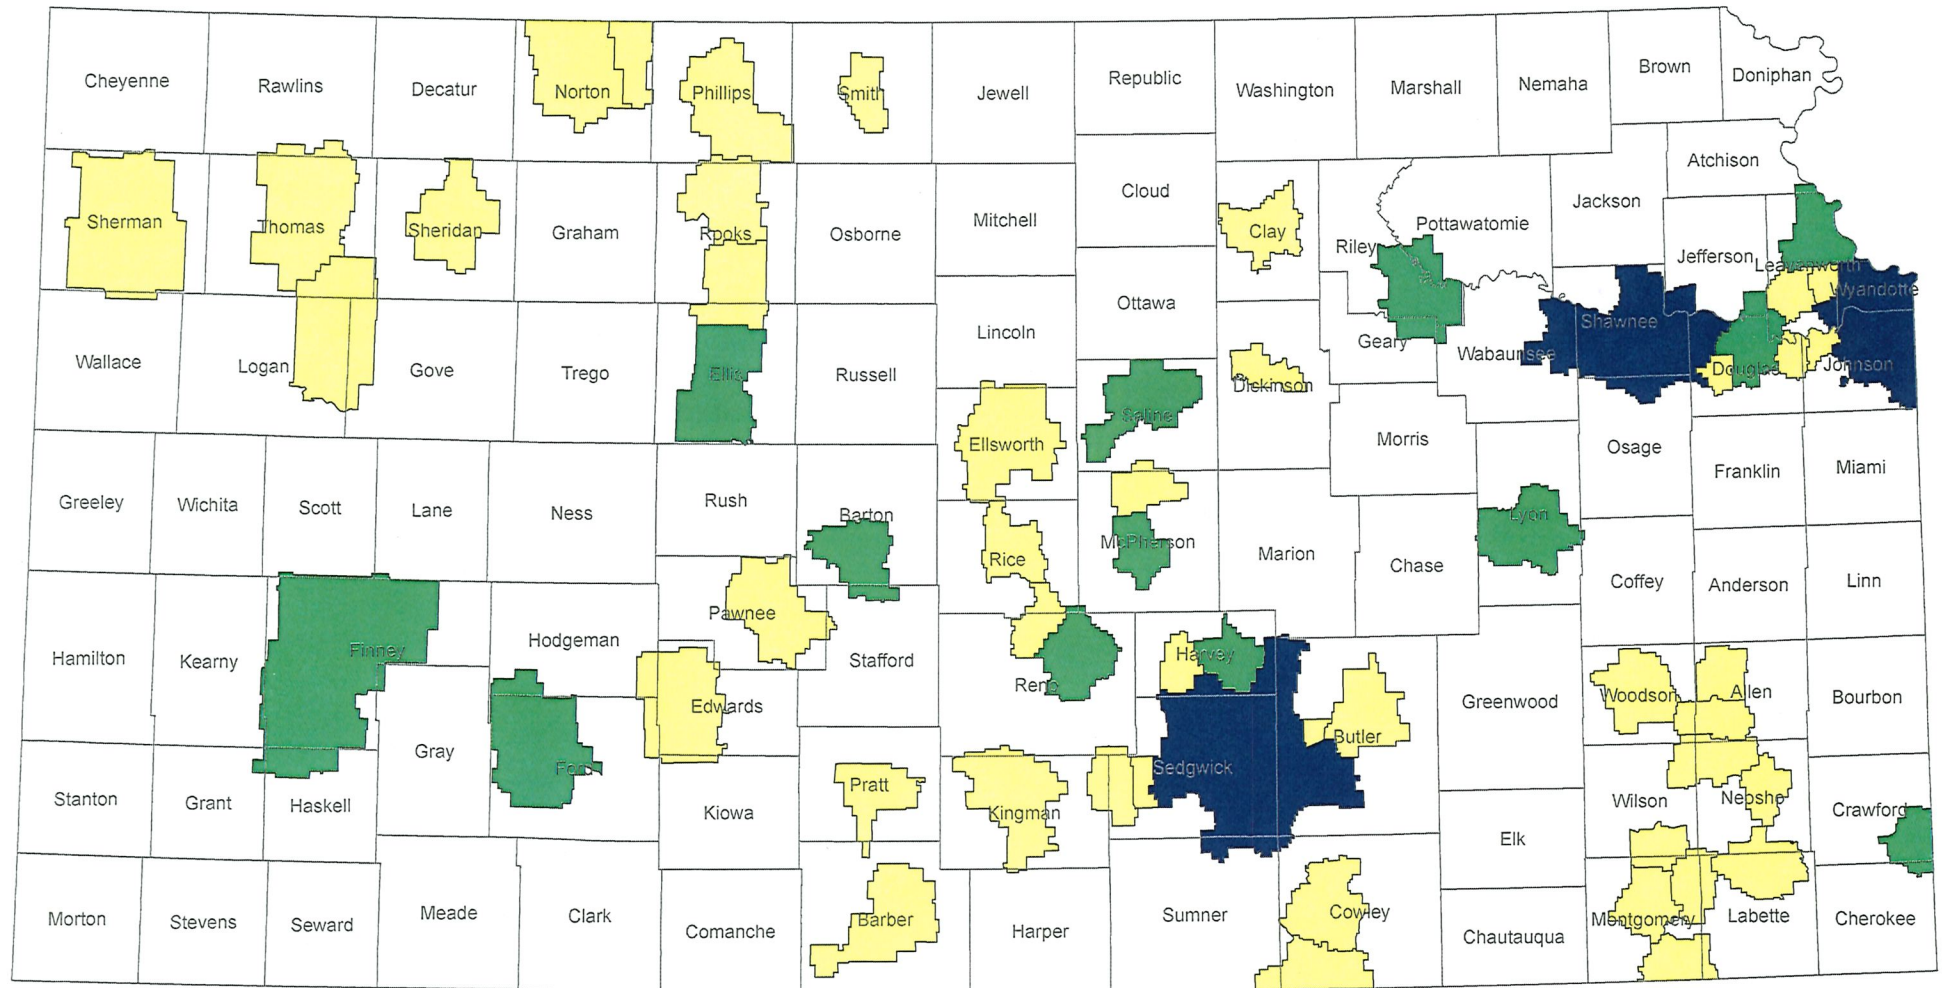 Cheyenne
Rawlins
Decatur
Norton
Phillips
Smith
Jewell
Republic
Washington
Marshall
Nemaha
Brown
Doniphan
Atchison
Sherman
Thomas
Sheridan
Graham
Rooks
Osborne
Mitchell
Cloud
Clay
Riley
Pottawatomie
Jackson
Jefferson
Leavenworth
Wyandotte
Wallace
Logan
Gove
Trego
Ellis
Russell
Lincoln
Ottawa
Saline
Dickinson
Geary
Wabaunsee
Shawnee
Douglas
Johnson
Greeley
Wichita
Scott
Lane
Ness
Rush
Barton
Ellsworth
Rice
McPherson
Marion
Morris
Chase
Lyon
Osage
Franklin
Miami
Coffey
Anderson
Linn
Hamilton
Kearny
Finney
Hodgeman
Pawnee
Stafford
Edwards
Reno
Harvey
Butler
Greenwood
Woodson
Allen
Bourbon
Gray
Ford
Stanton
Grant
Haskell
Kiowa
Pratt
Kingman
Sedgwick
Elk
Wilson
Neosho
Crawford
Morton
Stevens
Seward
Meade
Clark
Comanche
Barber
Harper
Sumner
Cowley
Chautauqua
Montgomery
Labette
Cherokee